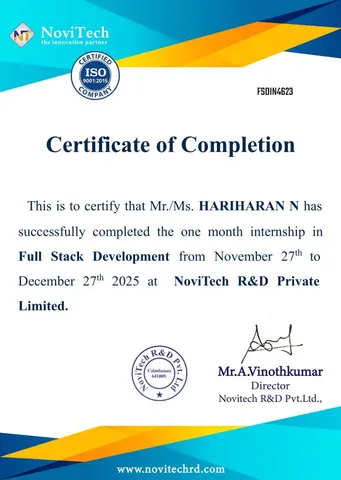 NT NoviTech
the innovation partner
CERTIFIED
ISO
9001:2015
COMPANY
FSDIN4623
Certificate of Completion
This is to certify that Mr./Ms. HARIHARAN N has
successfully completed the one month internship in
Full Stack Development from November 27th to
December 27th 2025 at NoviTech R&D Private
Limited.
NoviTech R&D Pvt. Ltd
Coimbatore
641009.
Mr.A.Vinothkumar
Director
Novitech R&D Pvt.Ltd.,
www.novitechrd.com